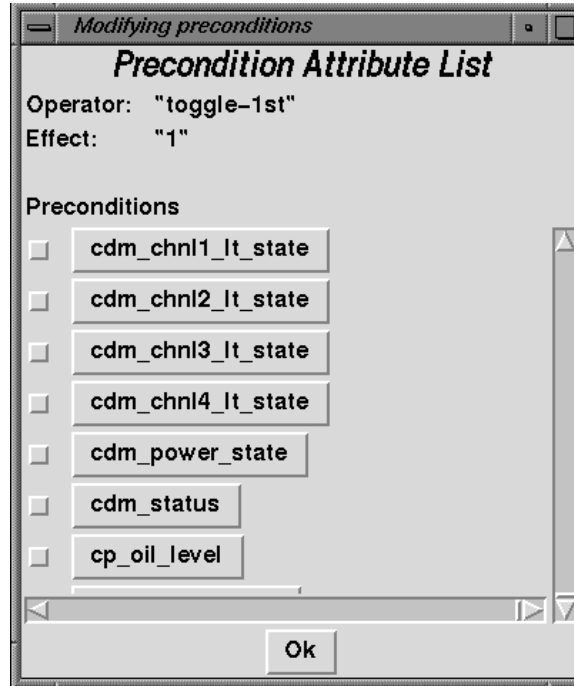 Modifying preconditions
Precondition Attribute List
Operator: "toggle-1st"
Effect: "1"
Preconditions
cdm_chnl1_lt_state
cdm_chnl2_lt_state
cdm_chnl3_lt_state
cdm_chnl4_lt_state
cdm_power_state
cdm_status
cp_oil_level
Ok